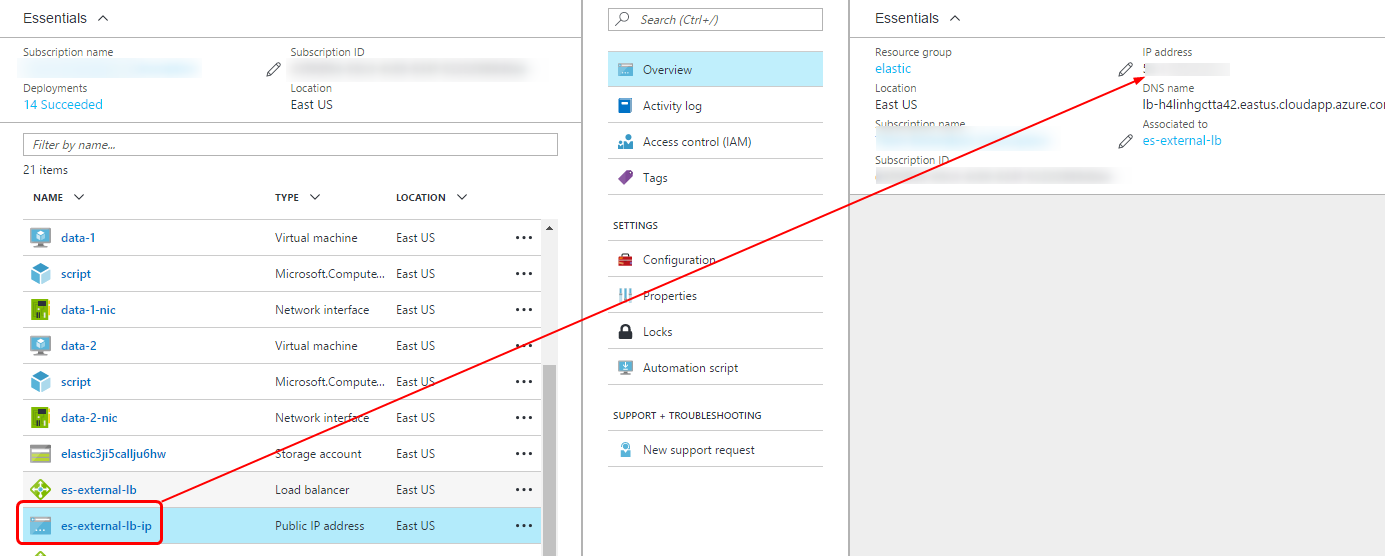 Essentials
Subscription name
Subscription ID
Deployments
14 Succeeded
Location
East US
Filter by name...
21 items
NAME TYPE LOCATION
data-1 Virtual machine East US ...
script Microsoft.Compute... East US ...
data-1-nic Network interface East US ...
data-2 Virtual machine East US ...
script Microsoft.Compute... East US ...
data-2-nic Network interface East US ...
elastic3ji5callju6hw Storage account East US ...
es-external-lb Load balancer East US ...
es-external-lb-ip Public IP address East US ...
Search (Ctrl+/)
Overview
Activity log
Access control (IAM)
Tags
SETTINGS
Configuration
Properties
Locks
Automation script
SUPPORT + TROUBLESHOOTING
New support request
Essentials
Resource group
elastic
Location
East US
Subscription name
Subscription ID
IP address
DNS name
lb-h4linhgctta42.eastus.cloudapp.azure.co
Associated to
es-external-lb